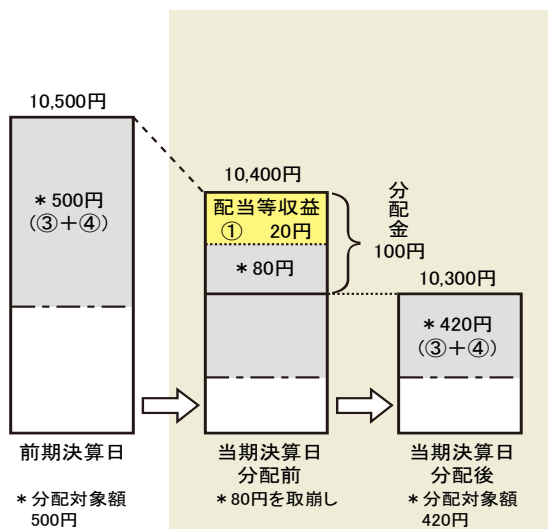 10,500円
＊500円
（③＋④）
前期決算日
＊分配対象額
500円
10,400円
配当等収益
① 20円
＊80円
分配金
100円
当期決算日
分配前
＊80円を取崩し
10,300円
＊420円
（③＋④）
当期決算日
分配後
＊分配対象額
420円